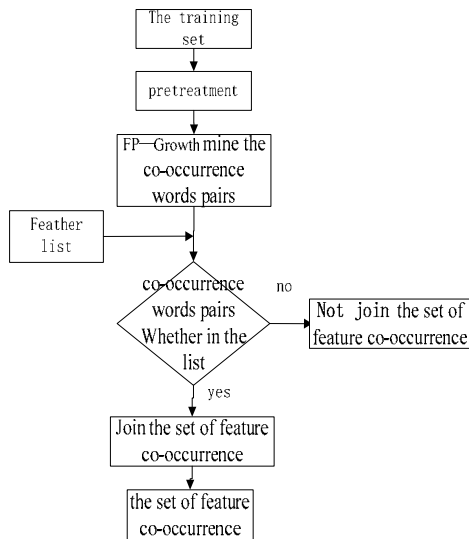 The training
set
pretreatment
FP—Growth mine the
co-occurrence
words pairs
Feather
list
co-occurrence
words pairs
Whether in the
list
no
Not join the set of
feature co-occurrence
yes
Join the set of feature
co-occurrence
the set of feature
co-occurrence